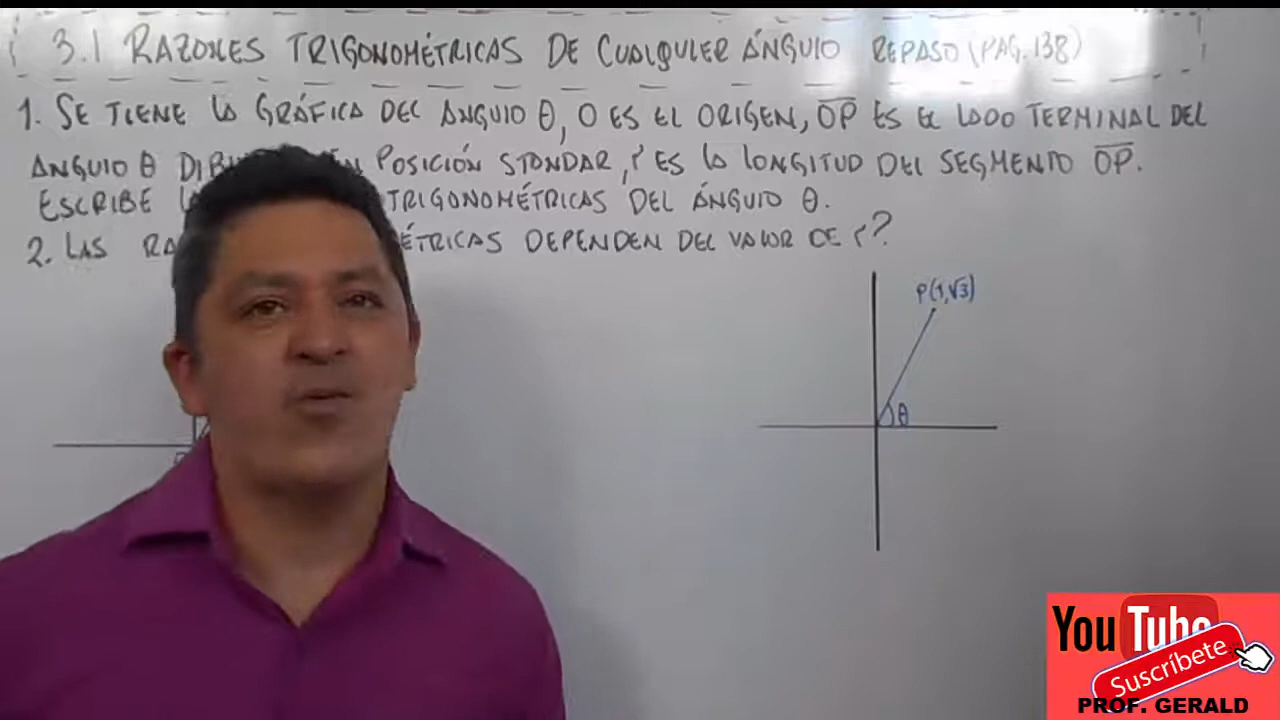 3.1 RAZONES TRIGONOMÉTRICAS DE CUALQUIER ÁNGULO REPASO (PAG. 138)
1. SE TIENE LA GRÁFICA DEL ÁNGULO θ, O ES EL ORIGEN, OP ES EL LADO TERMINAL DEL
ÁNGULO θ POSICIÓN STANDAR, r ES LA LONGITUD DEL SEGMENTO OP.
ESCRIBE TRIGONOMÉTRICAS DEL ÁNGULO θ.
2. LAS DEPENDEN DEL VALOR DE r?
P(1,√3)
θ
YouTube
Suscríbete
PROF. GERALD